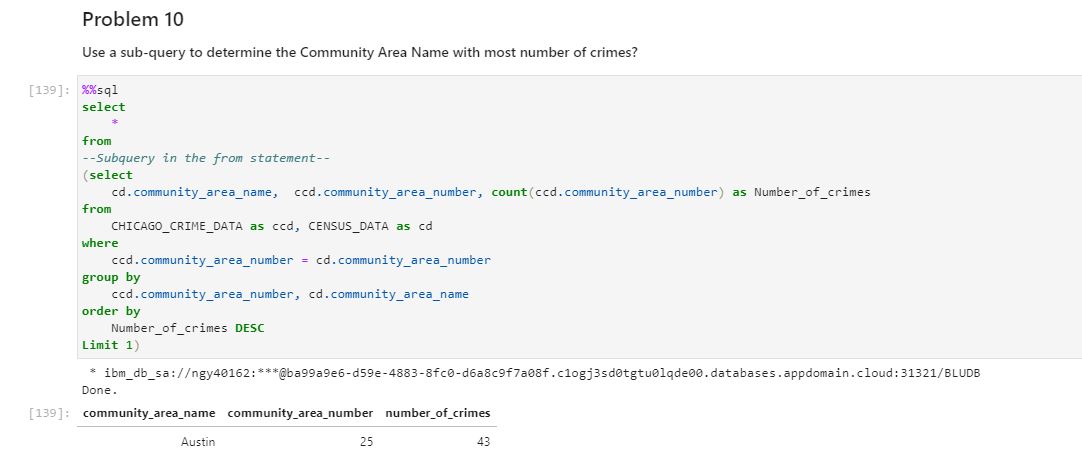 Problem 10
Use a sub-query to determine the Community Area Name with most number of crimes?
[139]: %%sql
select
*
from
--Subquery in the from statement--
(select
cd.community_area_name, ccd.community_area_number, count(ccd.community_area_number) as Number_of_crimes
from
CHICAGO_CRIME_DATA as ccd, CENSUS_DATA as cd
where
ccd.community_area_number = cd.community_area_number
group by
ccd.community_area_number, cd.community_area_name
order by
Number_of_crimes DESC
Limit 1)
* ibm_db_sa://ngy40162:***@ba99a9e6-d59e-4883-8fc0-d6a8c9f7a08f.c1ogj3sd0tgtu0lqde00.databases.appdomain.cloud:31321/BLUDB
Done.
[139]: community_area_name community_area_number number_of_crimes
Austin 25 43